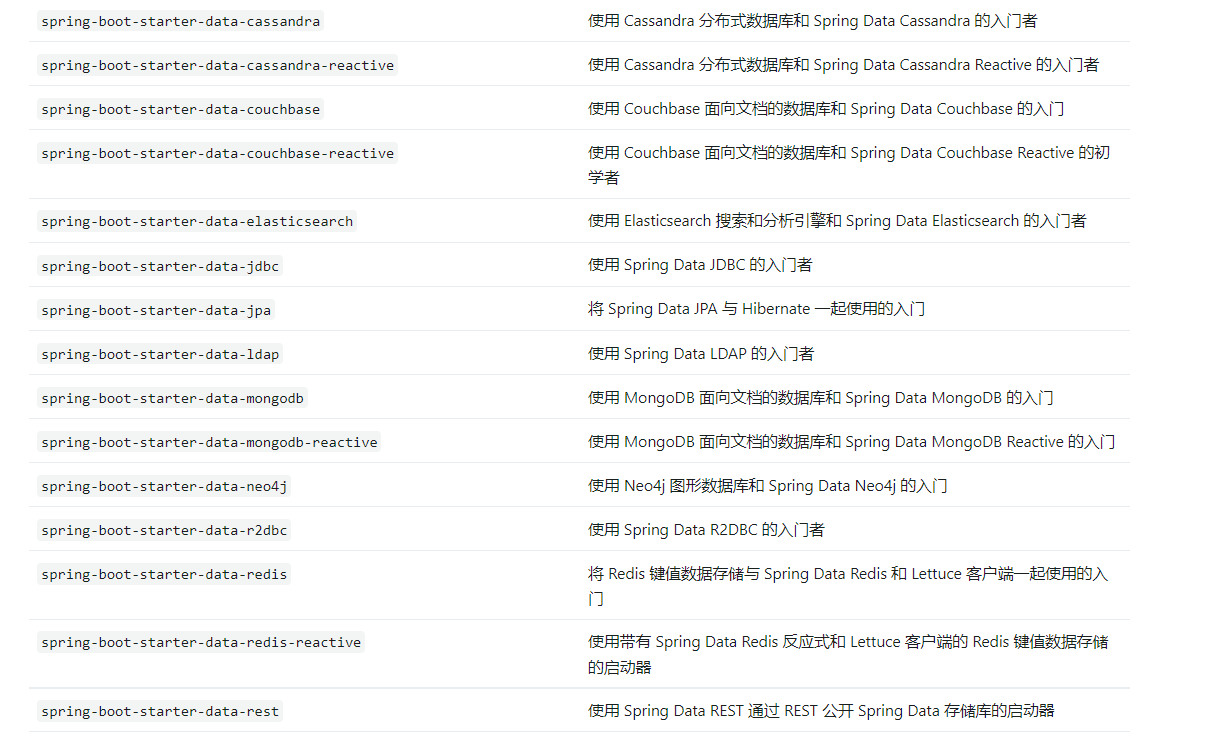 spring-boot-starter-data-cassandra 使用 Cassandra 分布式数据库和 Spring Data Cassandra 的入门者
spring-boot-starter-data-cassandra-reactive 使用 Cassandra 分布式数据库和 Spring Data Cassandra Reactive 的入门者
spring-boot-starter-data-couchbase 使用 Couchbase 面向文档的数据库和 Spring Data Couchbase 的入门
spring-boot-starter-data-couchbase-reactive 使用 Couchbase 面向文档的数据库和 Spring Data Couchbase Reactive 的初
学者
spring-boot-starter-data-elasticsearch 使用 Elasticsearch 搜索和分析引擎和 Spring Data Elasticsearch 的入门者
spring-boot-starter-data-jdbc 使用 Spring Data JDBC 的入门者
spring-boot-starter-data-jpa 将 Spring Data JPA 与 Hibernate 一起使用的入门
spring-boot-starter-data-ldap 使用 Spring Data LDAP 的入门者
spring-boot-starter-data-mongodb 使用 MongoDB 面向文档的数据库和 Spring Data MongoDB 的入门
spring-boot-starter-data-mongodb-reactive 使用 MongoDB 面向文档的数据库和 Spring Data MongoDB Reactive 的入门
spring-boot-starter-data-neo4j 使用 Neo4j 图形数据库和 Spring Data Neo4j 的入门
spring-boot-starter-data-r2dbc 使用 Spring Data R2DBC 的入门者
spring-boot-starter-data-redis 将 Redis 键值数据存储与 Spring Data Redis 和 Lettuce 客户端一起使用的入
门
spring-boot-starter-data-redis-reactive 使用带有 Spring Data Redis 反应式和 Lettuce 客户端的 Redis 键值数据存储
的启动器
spring-boot-starter-data-rest 使用 Spring Data REST 通过 REST 公开 Spring Data 存储库的启动器